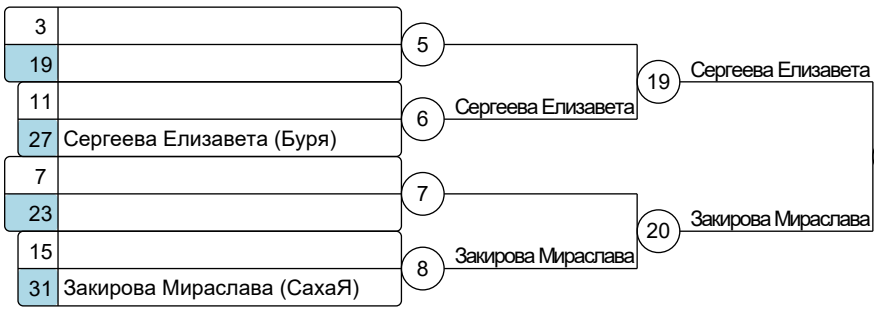 3
5
19
19 Сергеева Елизавета
11
6 Сергеева Елизавета
27 Сергеева Елизавета (Буря)
7
7
23
20 Закирова Мираслава
15
8 Закирова Мираслава
31 Закирова Мираслава (СахаЯ)